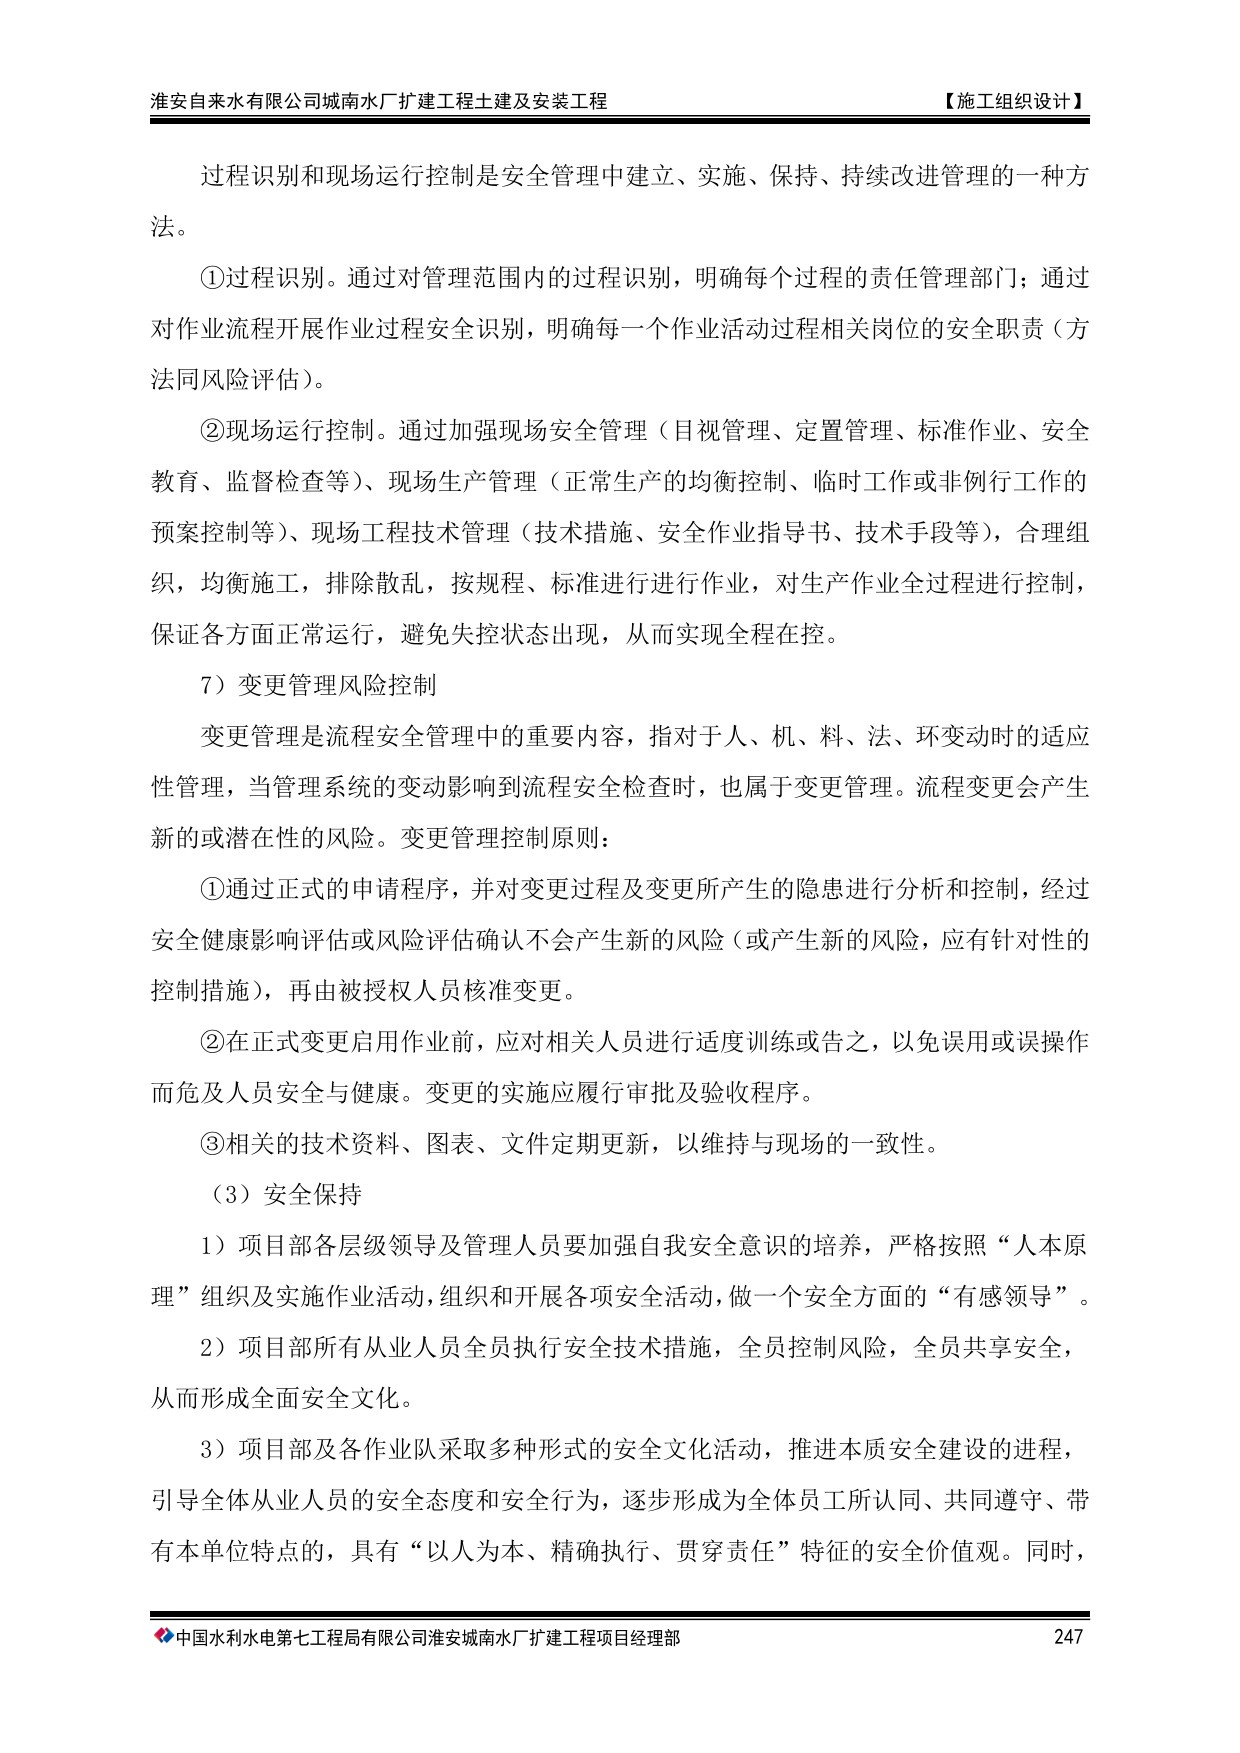 淮安自来水有限公司城南水厂扩建工程土建及安装工程 【施工组织设计】
过程识别和现场运行控制是安全管理中建立、实施、保持、持续改进管理的一种方
法。
①过程识别。通过对管理范围内的过程识别，明确每个过程的责任管理部门；通过
对作业流程开展作业过程安全识别，明确每一个作业活动过程相关岗位的安全职责（方
法同风险评估）。
②现场运行控制。通过加强现场安全管理（目视管理、定置管理、标准作业、安全
教育、监督检查等）、现场生产管理（正常生产的均衡控制、临时工作或非例行工作的
预案控制等）、现场工程技术管理（技术措施、安全作业指导书、技术手段等），合理组
织，均衡施工，排除散乱，按规程、标准进行进行作业，对生产作业全过程进行控制，
保证各方面正常运行，避免失控状态出现，从而实现全程在控。
7）变更管理风险控制
变更管理是流程安全管理中的重要内容，指对于人、机、料、法、环变动时的适应
性管理，当管理系统的变动影响到流程安全检查时，也属于变更管理。流程变更会产生
新的或潜在性的风险。变更管理控制原则：
①通过正式的申请程序，并对变更过程及变更所产生的隐患进行分析和控制，经过
安全健康影响评估或风险评估确认不会产生新的风险（或产生新的风险，应有针对性的
控制措施），再由被授权人员核准变更。
②在正式变更启用作业前，应对相关人员进行适度训练或告之，以免误用或误操作
而危及人员安全与健康。变更的实施应履行审批及验收程序。
③相关的技术资料、图表、文件定期更新，以维持与现场的一致性。
（3）安全保持
1）项目部各层级领导及管理人员要加强自我安全意识的培养，严格按照“人本原
理”组织及实施作业活动，组织和开展各项安全活动，做一个安全方面的“有感领导”。
2）项目部所有从业人员全员执行安全技术措施，全员控制风险，全员共享安全，
从而形成全面安全文化。
3）项目部及各作业队采取多种形式的安全文化活动，推进本质安全建设的进程，
引导全体从业人员的安全态度和安全行为，逐步形成为全体员工所认同、共同遵守、带
有本单位特点的，具有“以人为本、精确执行、贯穿责任”特征的安全价值观。同时，
中国水利水电第七工程局有限公司淮安城南水厂扩建工程项目经理部 247